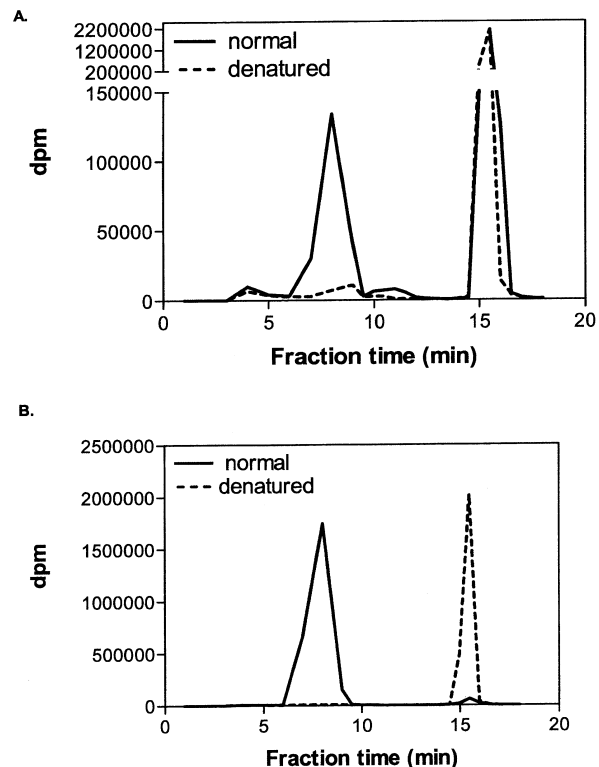 A.
2200000
1200000
200000
150000
100000
50000
0
normal
denatured
dpm
0 5 10 15 20
Fraction time (min)
B.
2500000
2000000
1500000
1000000
500000
0
normal
denatured
dpm
0 5 10 15 20
Fraction time (min)